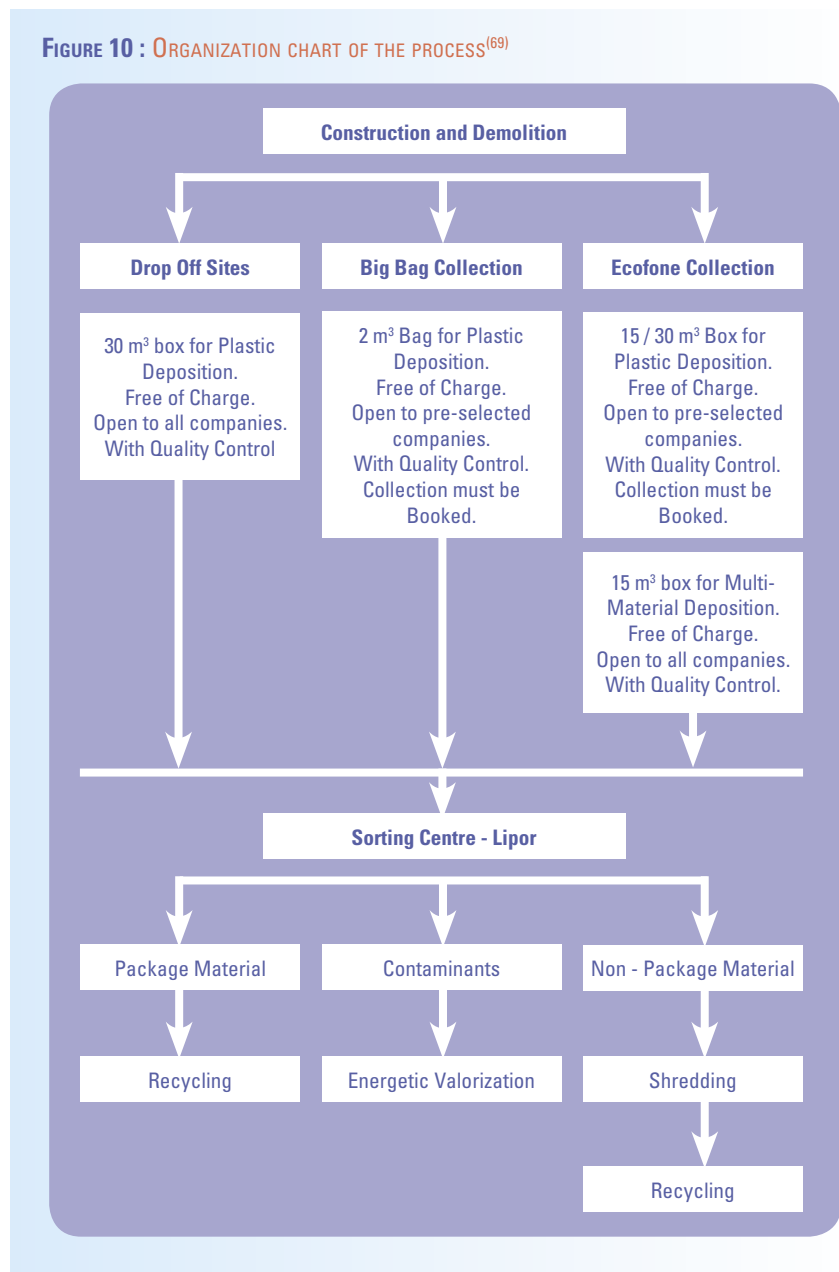 FIGURE 10 : ORGANIZATION CHART OF THE PROCESS(69)
Construction and Demolition
Drop Off Sites
30 m³ box for Plastic
Deposition.
Free of Charge.
Open to all companies.
With Quality Control
Big Bag Collection
2 m³ Bag for Plastic
Deposition.
Free of Charge.
Open to pre-selected
companies.
With Quality Control.
Collection must be
Booked.
Ecofone Collection
15 / 30 m³ Box for
Plastic Deposition.
Free of Charge.
Open to pre-selected
companies.
With Quality Control.
Collection must be
Booked.
15 m³ box for Multi-
Material Deposition.
Free of Charge.
Open to all companies.
With Quality Control.
Sorting Centre - Lipor
Package Material
Contaminants
Non - Package Material
Recycling
Energetic Valorization
Shredding
Recycling